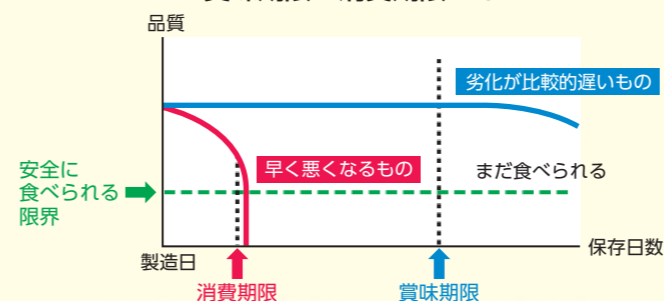 品質
劣化が比較的遅いもの
早く悪くなるもの
まだ食べられる
安全に
食べられる
限界
製造日
保存日数
消費期限
賞味期限